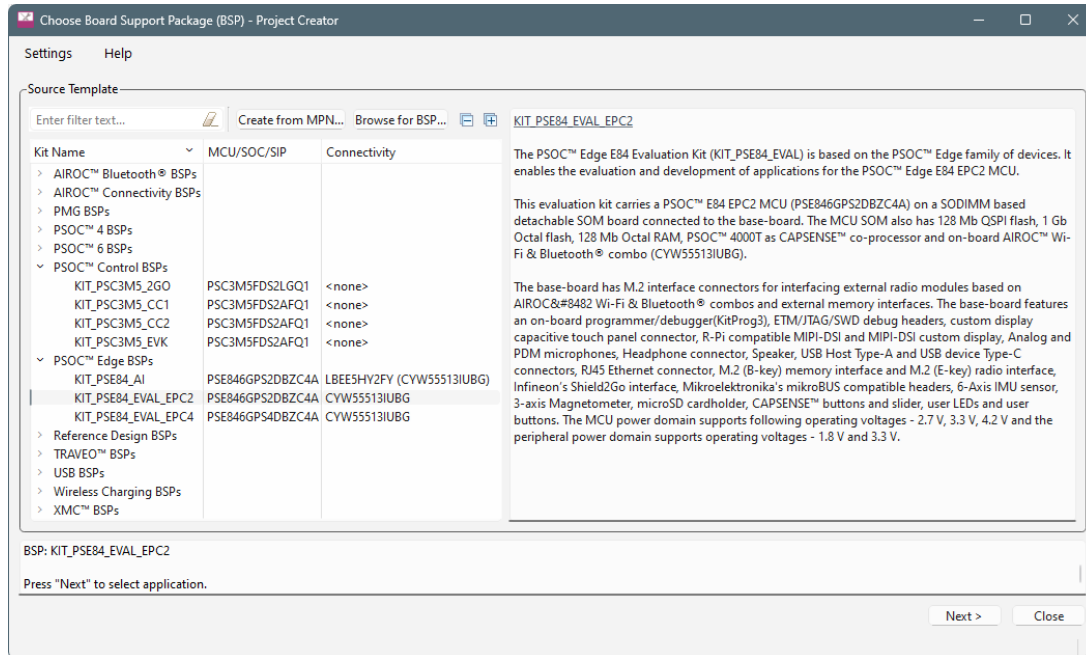 Choose Board Support Package (BSP) - Project Creator
Settings Help
Source Template
Enter filter text... Create from MPN... Browse for BSP...
Kit Name MCU/SOC/SIP Connectivity
AIROC™ Bluetooth® BSPs
AIROC™ Connectivity BSPs
PMG BSPs
PSOC™ 4 BSPs
PSOC™ 6 BSPs
PSOC™ Control BSPs
KIT_PSC3M5_2GO PSC3M5FDS2LGQ1 <none>
KIT_PSC3M5_CC1 PSC3M5FDS2AFQ1 <none>
KIT_PSC3M5_CC2 PSC3M5FDS2AFQ1 <none>
KIT_PSC3M5_EVK PSC3M5FDS2AFQ1 <none>
PSOC™ Edge BSPs
KIT_PSE84_AI PSE846GPS2DBZC4A LBEE5HY2FY (CYW55513IUBG)
KIT_PSE84_EVAL_EPC2 PSE846GPS2DBZC4A CYW55513IUBG
KIT_PSE84_EVAL_EPC4 PSE846GPS4DBZC4A CYW55513IUBG
Reference Design BSPs
TRAVEO™ BSPs
USB BSPs
Wireless Charging BSPs
XMC™ BSPs
KIT_PSE84_EVAL_EPC2
The PSOC™ Edge E84 Evaluation Kit (KIT_PSE84_EVAL) is based on the PSOC™ Edge family of devices. It
enables the evaluation and development of applications for the PSOC™ Edge E84 EPC2 MCU.
This evaluation kit carries a PSOC™ E84 EPC2 MCU (PSE846GPS2DBZC4A) on a SODIMM based
detachable SOM board connected to the base-board. The MCU SOM also has 128 Mb QSPI flash, 1 Gb
Octal flash, 128 Mb Octal RAM, PSOC™ 4000T as CAPSENSE™ co-processor and on-board AIROC™ Wi-
Fi & Bluetooth® combo (CYW55513IUBG).
The base-board has M.2 interface connectors for interfacing external radio modules based on
AIROC&#8482 Wi-Fi & Bluetooth® combos and external memory interfaces. The base-board features
an on-board programmer/debugger(KitProg3), ETM/JTAG/SWD debug headers, custom display
capacitive touch panel connector, R-Pi compatible MIPI-DSI and MIPI-DSI custom display, Analog and
PDM microphones, Headphone connector, Speaker, USB Host Type-A and USB device Type-C
connectors, RJ45 Ethernet connector, M.2 (B-key) memory interface and M.2 (E-key) radio interface,
Infineon's Shield2Go interface, Mikroelektronika's mikroBUS compatible headers, 6-Axis IMU sensor,
3-axis Magnetometer, microSD cardholder, CAPSENSE™ buttons and slider, user LEDs and user
buttons. The MCU power domain supports following operating voltages - 2.7 V, 3.3 V, 4.2 V and the
peripheral power domain supports operating voltages - 1.8 V and 3.3 V.
BSP: KIT_PSE84_EVAL_EPC2
Press "Next" to select application.
Next > Close